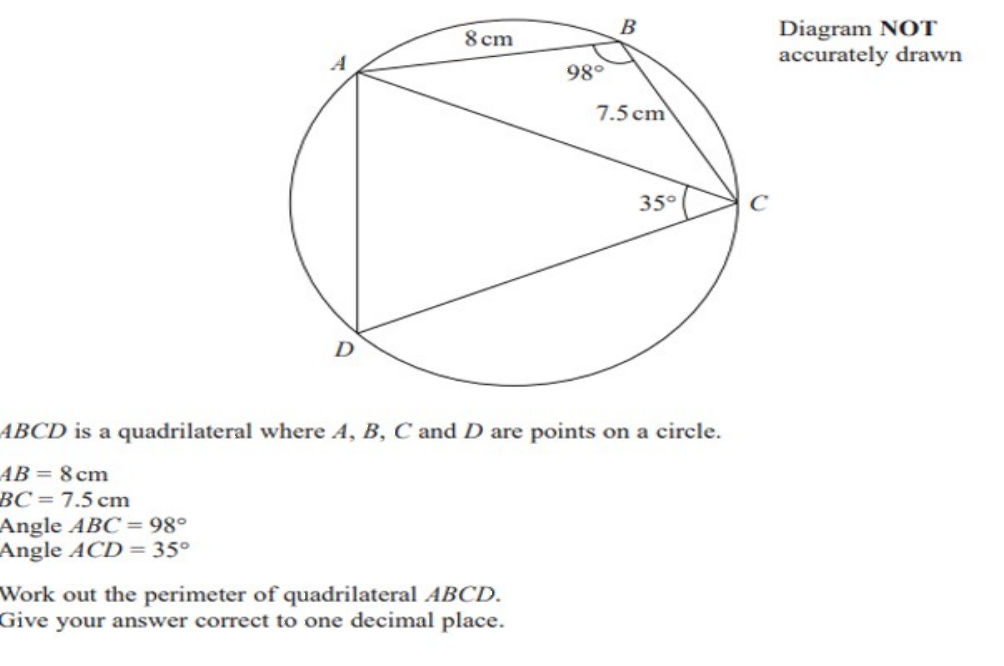 B
8 cm
Diagram NOT
accurately drawn
A
98°
7.5 cm
35°
C
D
ABCD is a quadrilateral where A, B, C and D are points on a circle.
AB = 8 cm
BC = 7.5 cm
Angle ABC = 98°
Angle ACD = 35°
Work out the perimeter of quadrilateral ABCD.
Give your answer correct to one decimal place.